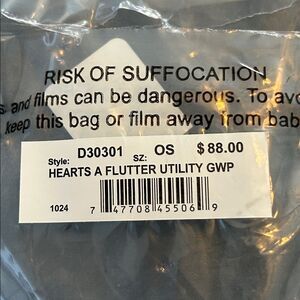 RISK OF SUFFOCATION
and films can be dangerous. To avo
keep this bag or film away from bab
Style: D30301 SZ: OS $88.00
HEARTS A FLUTTER UTILITY GWP
1024 7 47708 45506 9